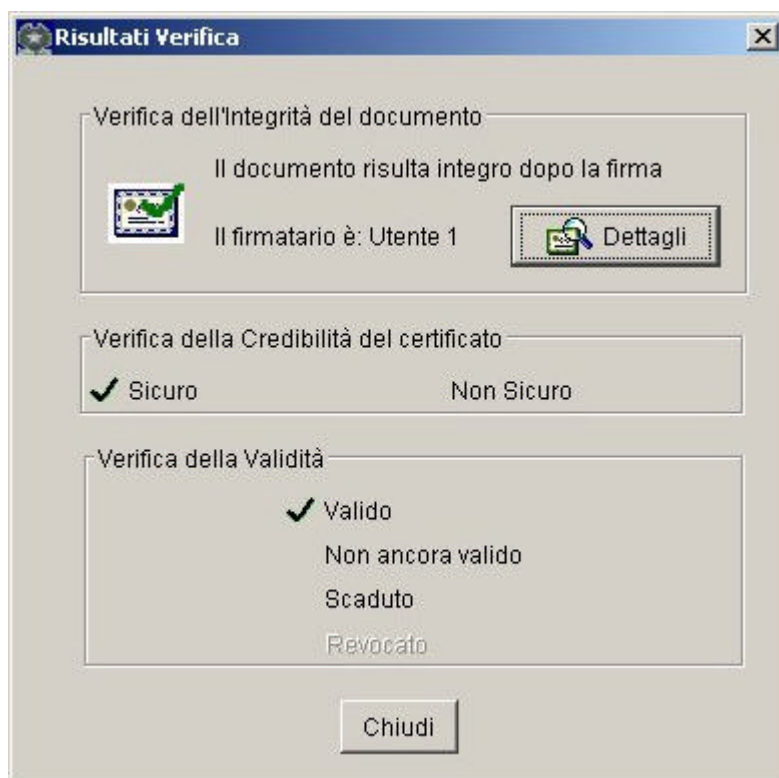 Risultati Verifica
Verifica dell'Integrità del documento
Il documento risulta integro dopo la firma
Il firmatario è: Utente 1
Dettagli
Verifica della Credibilità del certificato
Sicuro
Non Sicuro
Verifica della Validità
Valido
Non ancora valido
Scaduto
Revocato
Chiudi